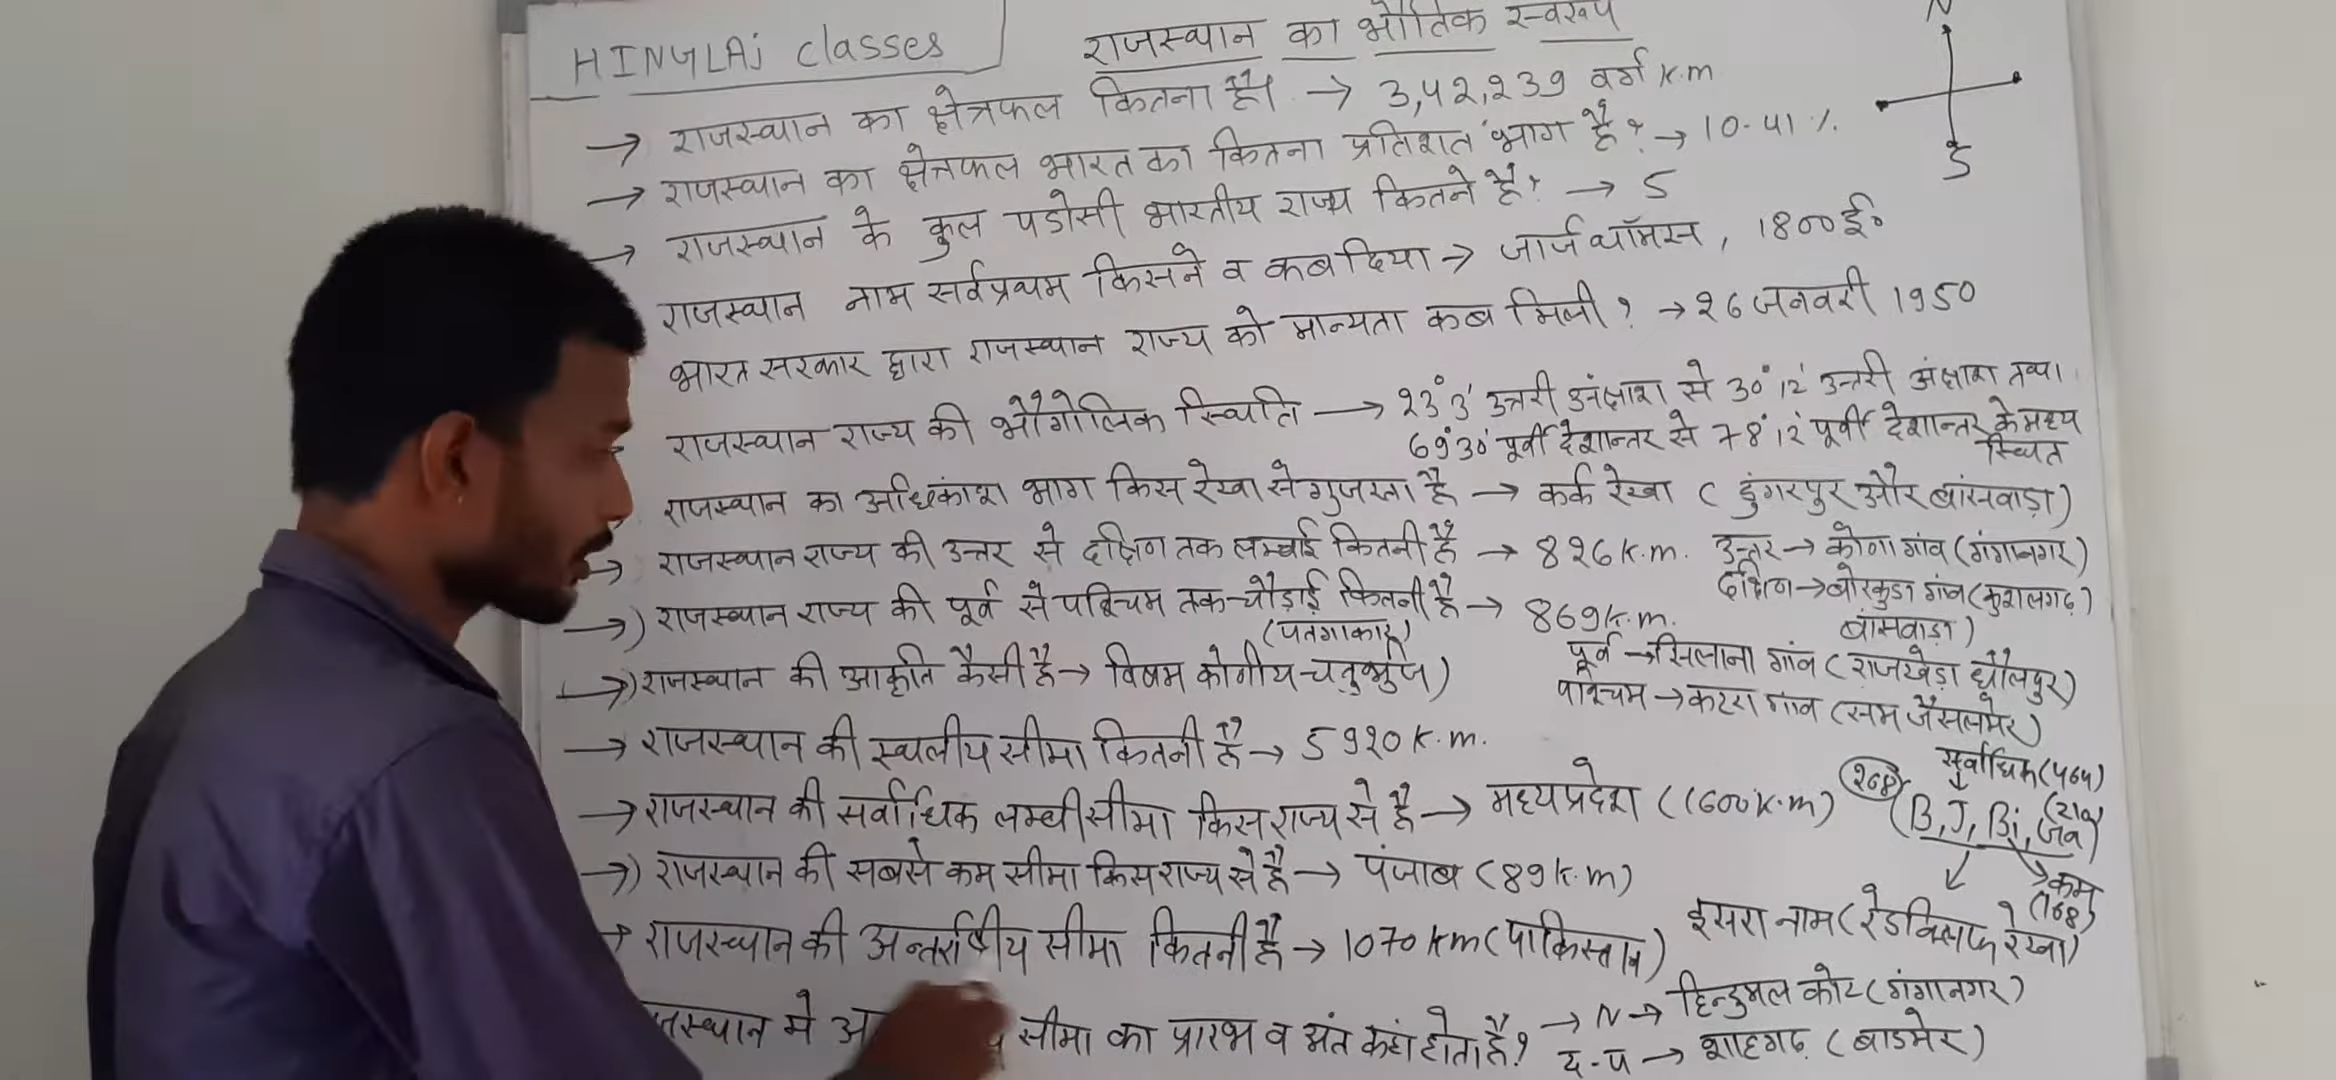 HINGLAJ classes
राजस्थान का भौतिक स्वरूप
→ राजस्थान का क्षेत्रफल कितना है। → 3,42,239 वर्ग K.m
→ राजस्थान का क्षेत्रफल भारत का कितना प्रतिशत भाग है? → 10.41 %.
→ राजस्थान के कुल पडोसी भारतीय राज्य कितने है? → 5
राजस्थान नाम सर्वप्रथम किसने व कब दिया → जार्ज थॉमस, 1800 ई०
भारत सरकार द्वारा राजस्थान राज्य को मान्यता कब मिली? → 26 जनवरी 1950
राजस्थान राज्य की भौगोलिक स्थिति → 23°3' उत्तरी अंक्षाश से 30°12' उत्तरी अंक्षाश तथा
69°30' पूर्वी देशान्तर से 78°12' पूर्वी देशान्तर के मध्य
स्थित
राजस्थान का अधिकांश भाग किस रेखा से गुजरता है → कर्क रेखा ( डुंगरपुर और बांसवाड़ा)
→ राजस्थान राज्य की उत्तर से दक्षिण तक लम्बाई कितनी है → 826 K.m. उत्तर → कोणा गांव (गंगानगर)
दक्षिण → बोरकुडा गांव (कुशलगढ़)
बांसवाड़ा)
→) राजस्थान राज्य की पूर्व से पश्चिम तक चौड़ाई कितनी है → 869 k.m.
पूर्व → सिलाना गांव ( राजखेड़ा धौलपुर)
पश्चिम → कटरा गांव (सम जैसलमेर)
→) राजस्थान की आकृति कैसी है → विषम कोणीय चतुर्भुज)
(पतंगाकार)
→ राजस्थान की स्थलीय सीमा कितनी है → 5920 K.m.
→ राजस्थान की सर्वाधिक लम्बी सीमा किस राज्य से है → मध्यप्रदेश (1600 k.m)
→) राजस्थान की सबसे कम सीमा किस राज्य से है → पंजाब (89 k.m)
→ राजस्थान की अन्तर्राष्ट्रीय सीमा कितनी है → 1070 km (पाकिस्तान)
सर्वाधिक (464)
(B, J, Bi,
कम
(168)
दुसरा नाम ( रेडक्लिफ रेखा)
सीमा का प्रारभ व अंत कहां होता है? → N → हिन्दुमल कोट (गंगानगर)
द-प → शाहगढ़ ( बाडमेर)
N
S